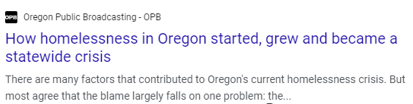 OPB Oregon Public Broadcasting - OPB
How homelessness in Oregon started, grew and became a
statewide crisis
There are many factors that contributed to Oregon's current homelessness crisis. But
most agree that the blame largely falls on one problem: the...